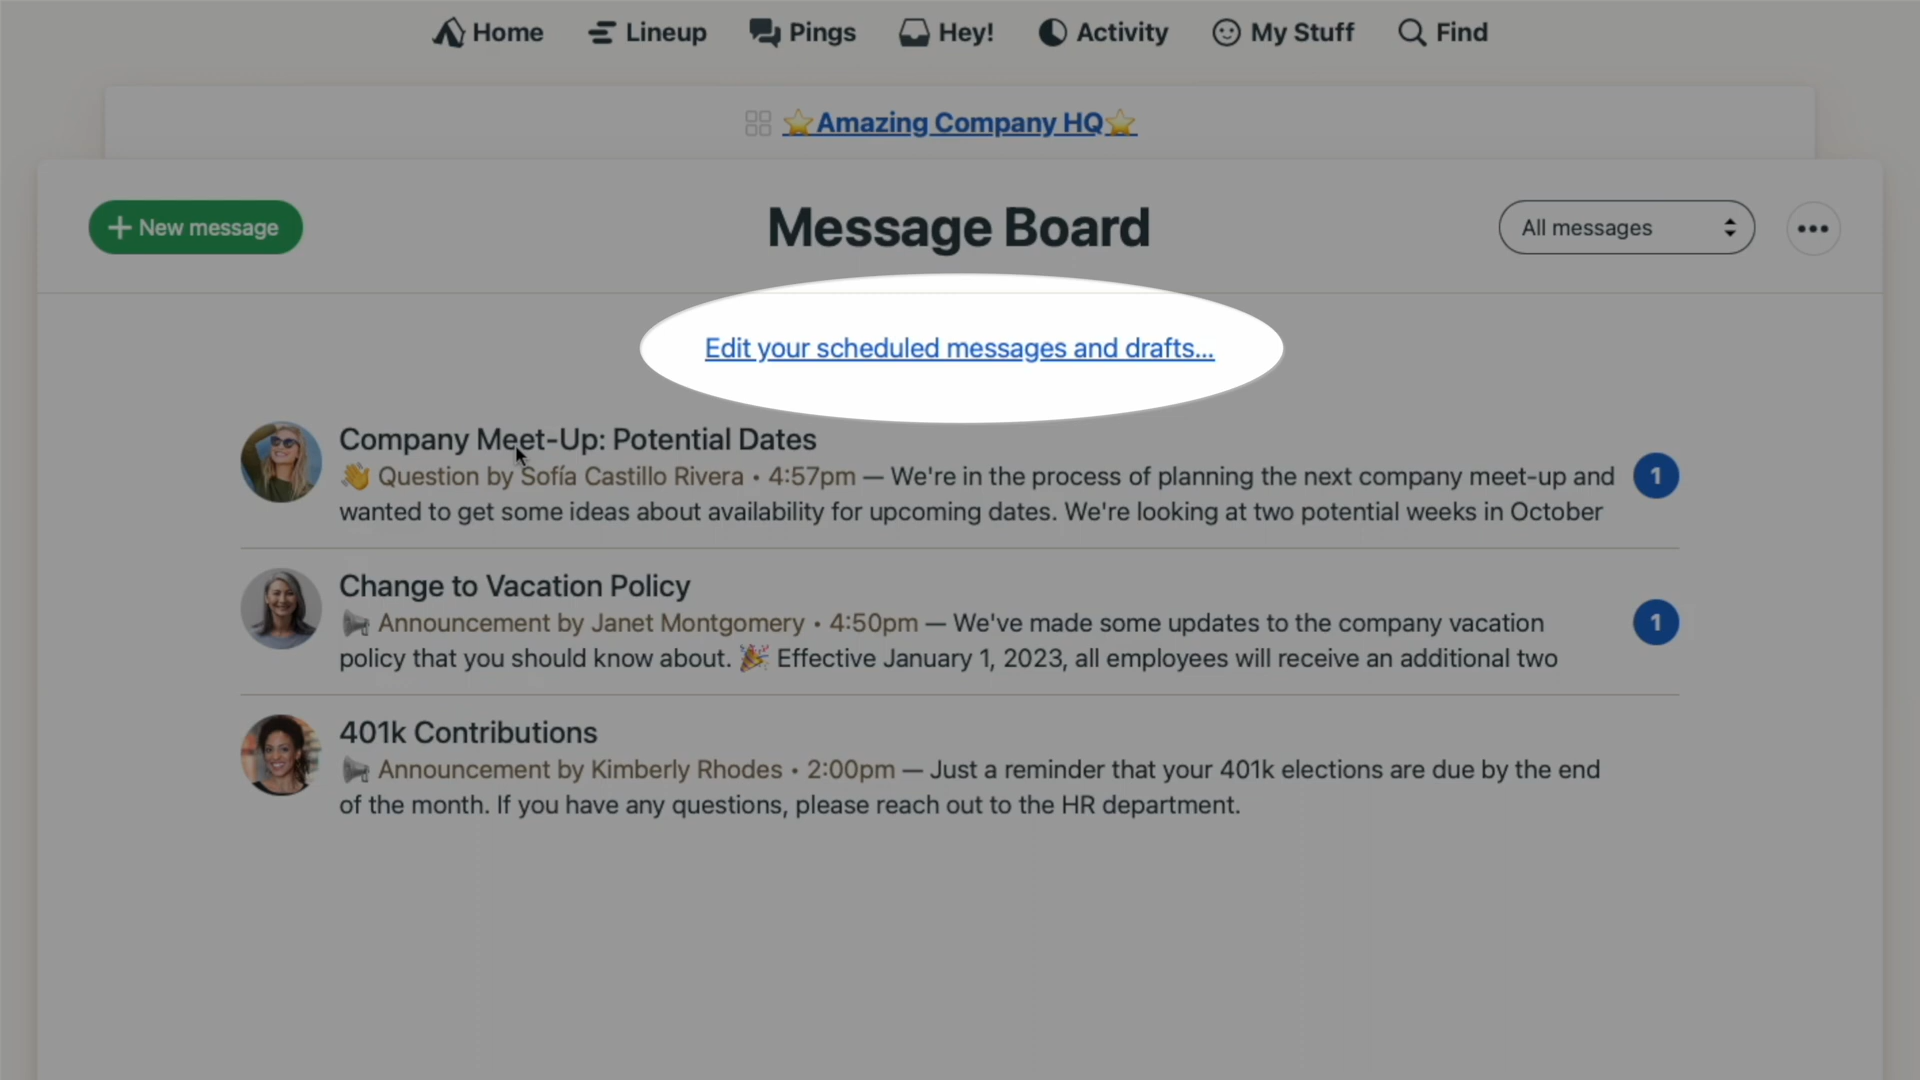 Home Lineup Pings Hey! Activity My Stuff Find
⭐Amazing Company HQ⭐
+ New message
Message Board
All messages
Edit your scheduled messages and drafts...
Company Meet-Up: Potential Dates
👋 Question by Sofía Castillo Rivera • 4:57pm — We're in the process of planning the next company meet-up and
wanted to get some ideas about availability for upcoming dates. We're looking at two potential weeks in October
1
Change to Vacation Policy
📣 Announcement by Janet Montgomery • 4:50pm — We've made some updates to the company vacation
policy that you should know about. 🎉 Effective January 1, 2023, all employees will receive an additional two
1
401k Contributions
📣 Announcement by Kimberly Rhodes • 2:00pm — Just a reminder that your 401k elections are due by the end
of the month. If you have any questions, please reach out to the HR department.